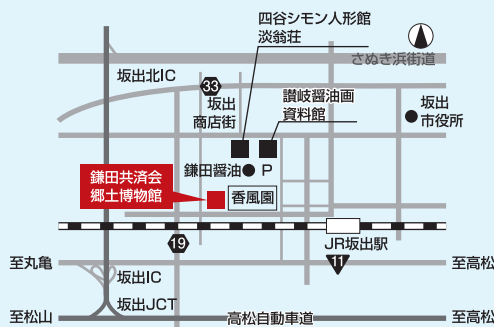 四谷シモン人形館
淡翁荘
さぬき浜街道
坂出北IC
33
讃岐醤油画
資料館
坂出
商店街
坂出
市役所
鎌田醤油
P
鎌田共済会
郷土博物館
香風園
19
JR坂出駅
至丸亀
11
至高松
坂出IC
坂出JCT
至松山
高松自動車道
至高松